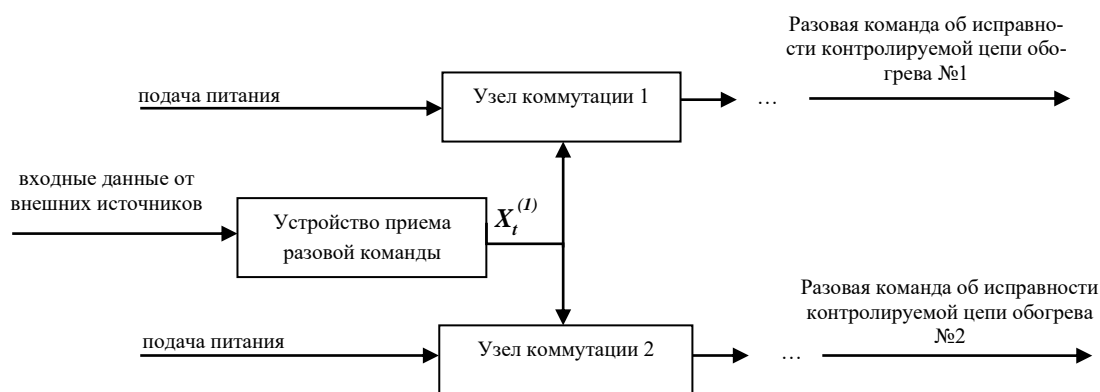 Разовая команда об исправно-
сти контролируемой цепи обо-
грева №1
подача питания
Узел коммутации 1
…
входные данные от
внешних источников
Устройство приема
разовой команды
X_t^(1)
Разовая команда об исправности
контролируемой цепи обогрева
№2
подача питания
Узел коммутации 2
…